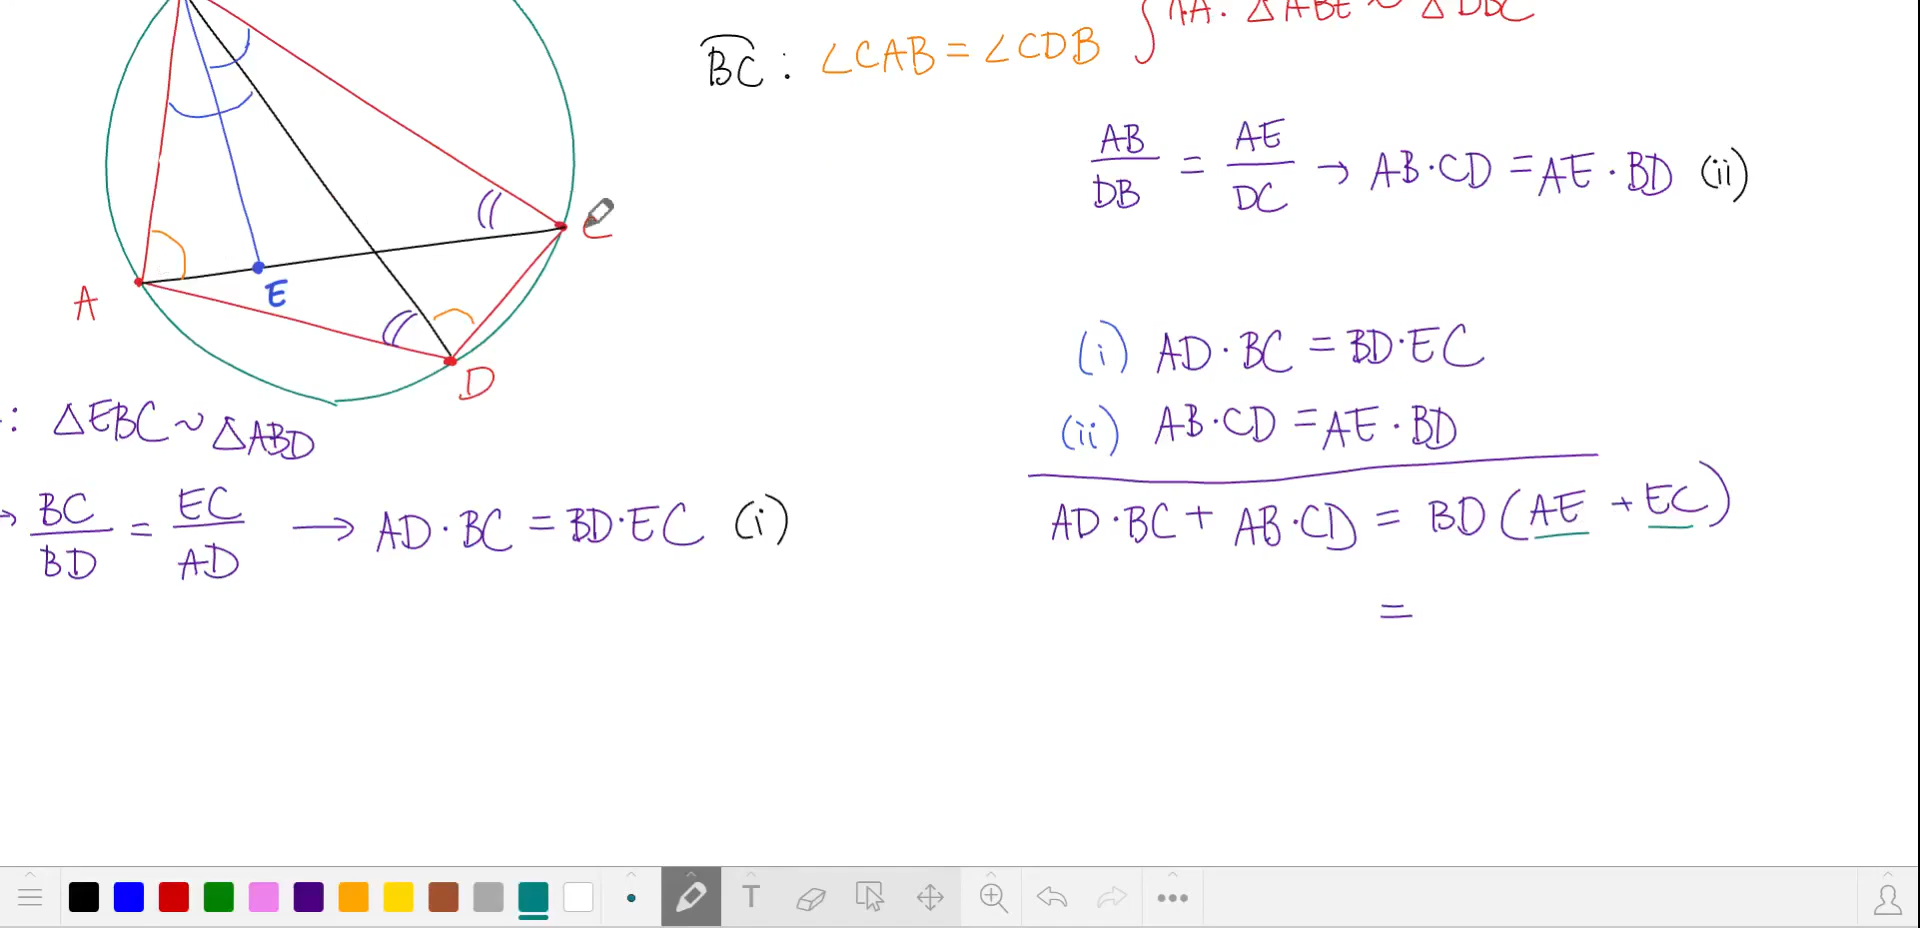 AA: △ABE ~ △DBC
BC : ∠CAB = ∠CDB
AB/DB = AE/DC → AB·CD = AE·BD (ii)
C
E
A
D
(i) AD·BC = BD·EC
(ii) AB·CD = AE·BD
: △EBC ~ △ABD
AD·BC + AB·CD = BD(AE + EC)
→ BC/BD = EC/AD → AD·BC = BD·EC (i)
=
T